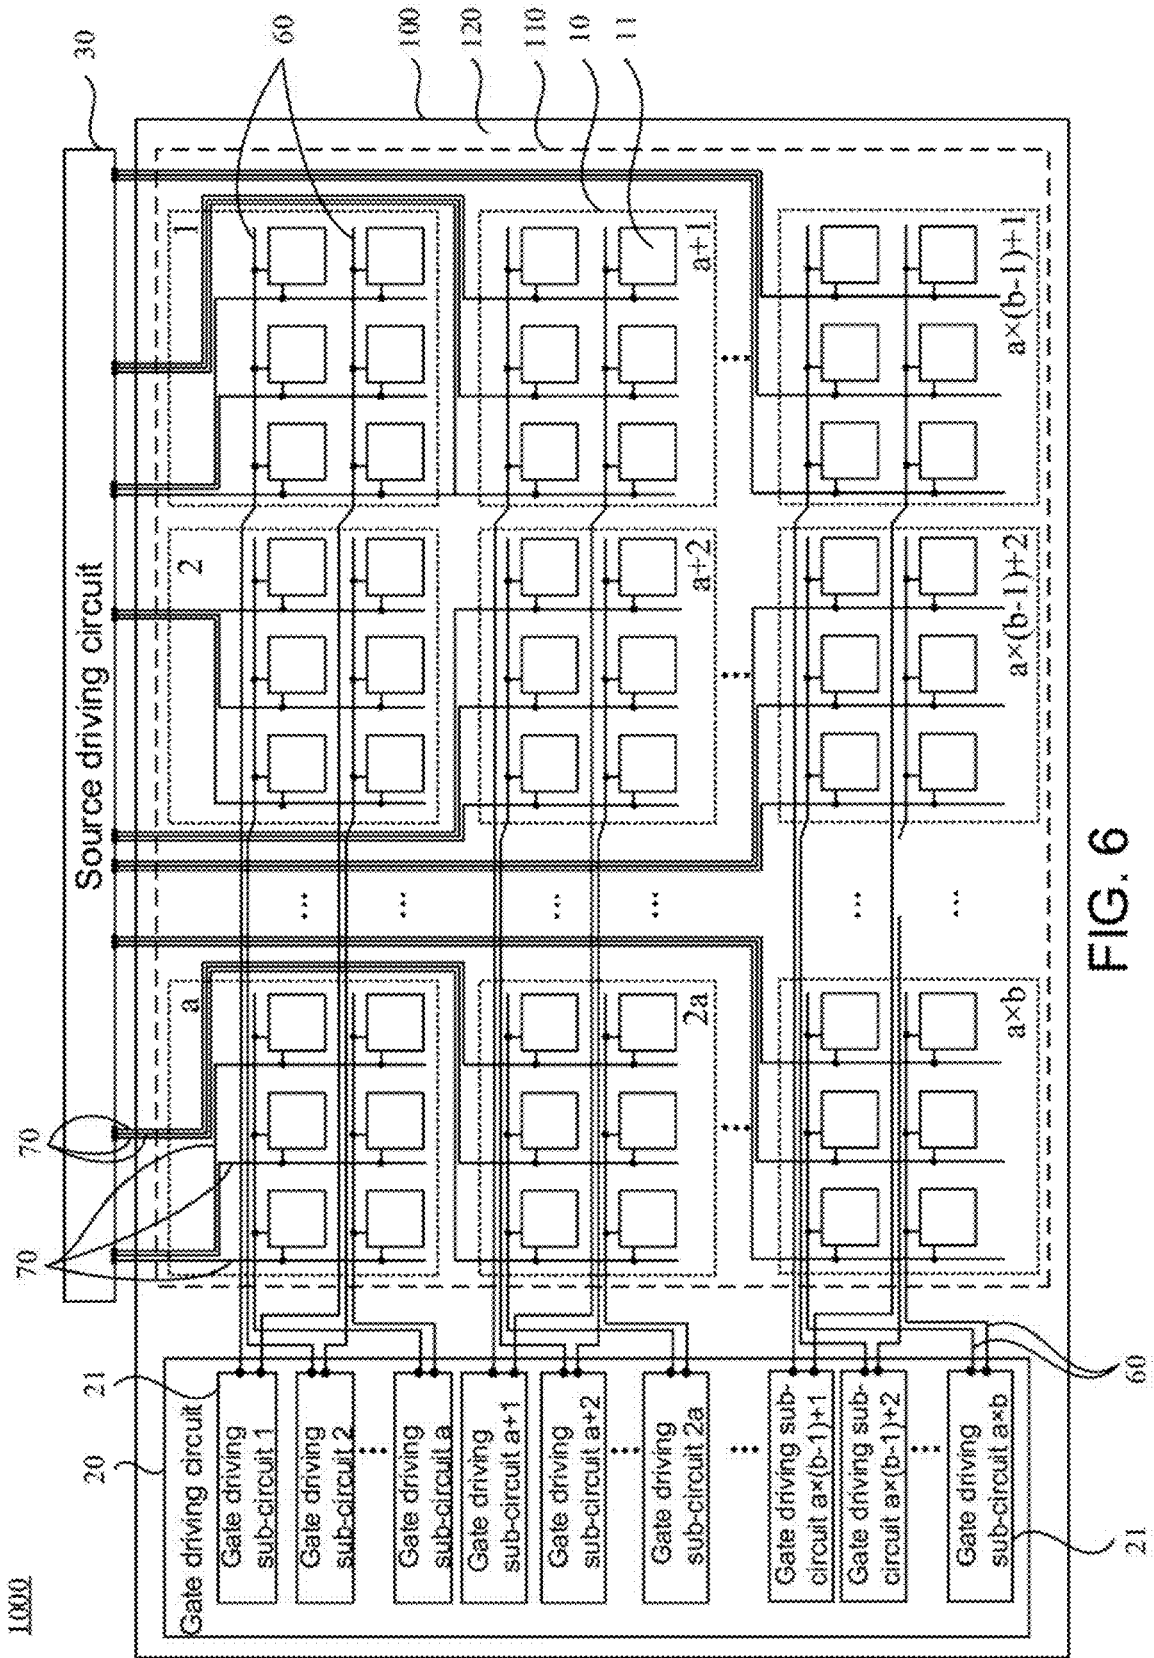 1000
Source driving circuit
30
60
100
120
110
10
11
70
70
20
21
Gate driving circuit
Gate driving
sub-circuit 1
Gate driving
sub-circuit 2
...
Gate driving
sub-circuit a
Gate driving
sub-circuit a+1
Gate driving
sub-circuit a+2
...
Gate driving
sub-circuit 2a
...
Gate driving sub-
circuit a×(b-1)+1
Gate driving sub-
circuit a×(b-1)+2
...
Gate driving
sub-circuit a×b
21
60
a
...
2
1
...
2a
...
a+2
a+1
...
...
...
...
a×b
...
a×(b-1)+2
a×(b-1)+1
...
FIG. 6